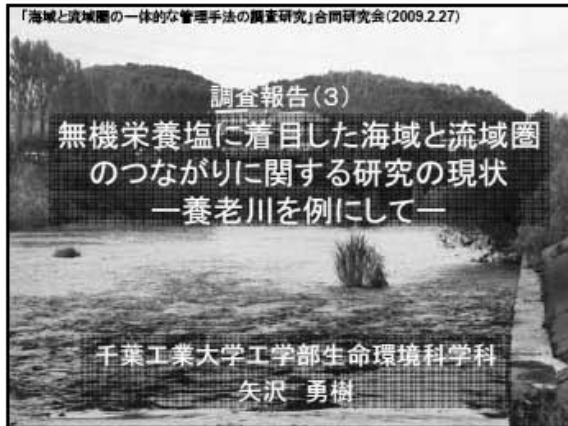 「海域と流域圏の一体的な管理手法の調査研究」合同研究会(2009.2.27)
調査報告(3)
無機栄養塩に着目した海域と流域圏
のつながりに関する研究の現状
―養老川を例にして―
千葉工業大学工学部生命環境科学科
矢沢 勇樹